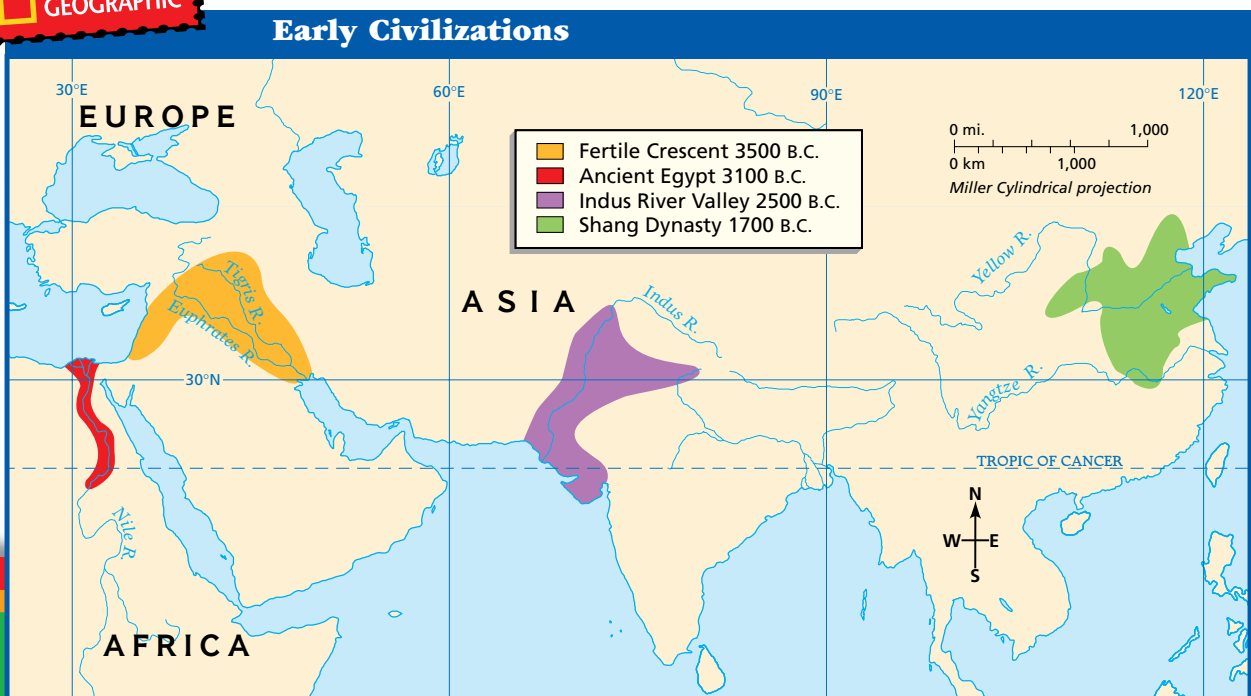 GEOGRAPHIC
Early Civilizations
30°E
60°E
90°E
120°E
EUROPE
Fertile Crescent 3500 B.C.
Ancient Egypt 3100 B.C.
Indus River Valley 2500 B.C.
Shang Dynasty 1700 B.C.
0 mi.
1,000
0 km
1,000
Miller Cylindrical projection
Yellow R.
Tigris R.
ASIA
Indus R.
Euphrates R.
30°N
Yangtze R.
TROPIC OF CANCER
N
W
E
S
Nile R.
AFRICA